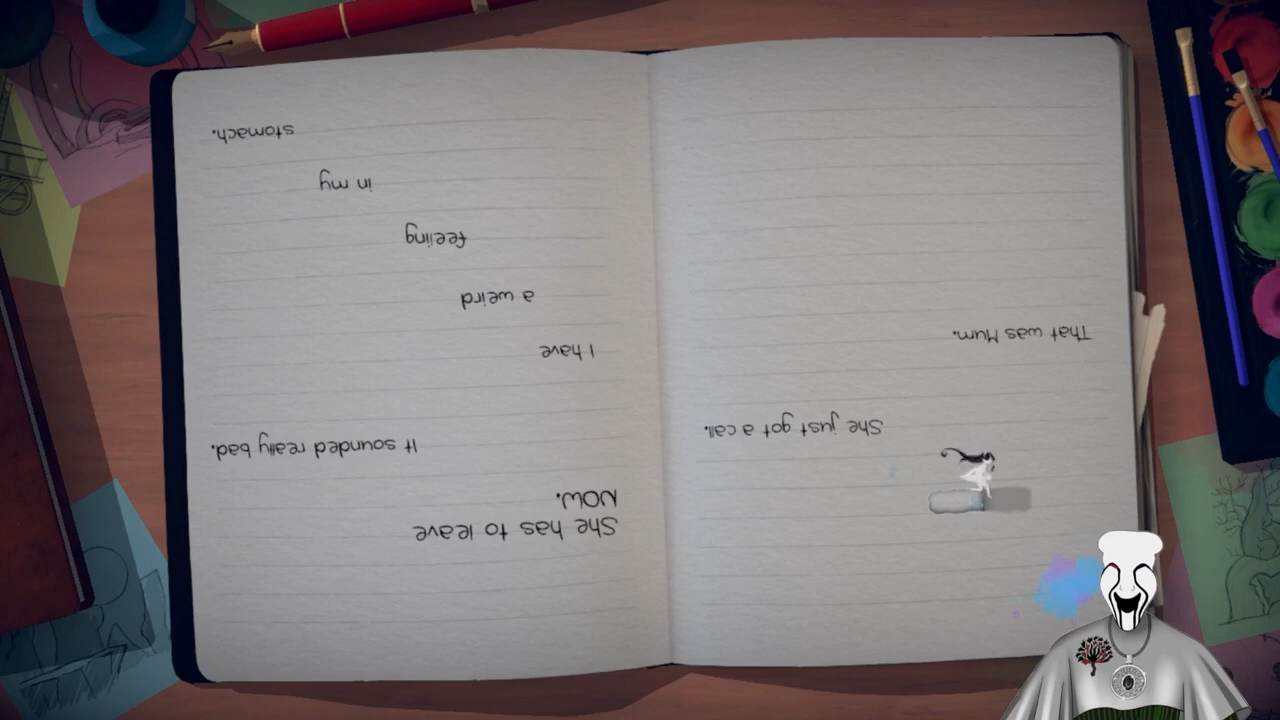 She just got a call.
That was Mum.
She has to leave
NOW.
It sounded really bad.
I have
a weird
feeling
in my
stomach.